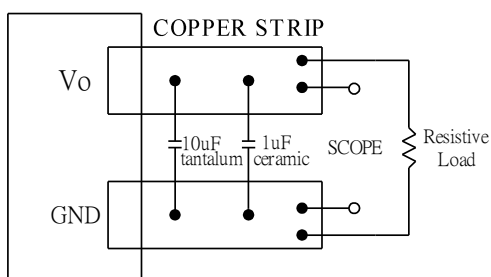 COPPER STRIP
Vo
10uF
tantalum
1uF
ceramic
SCOPE
Resistive
Load
GND